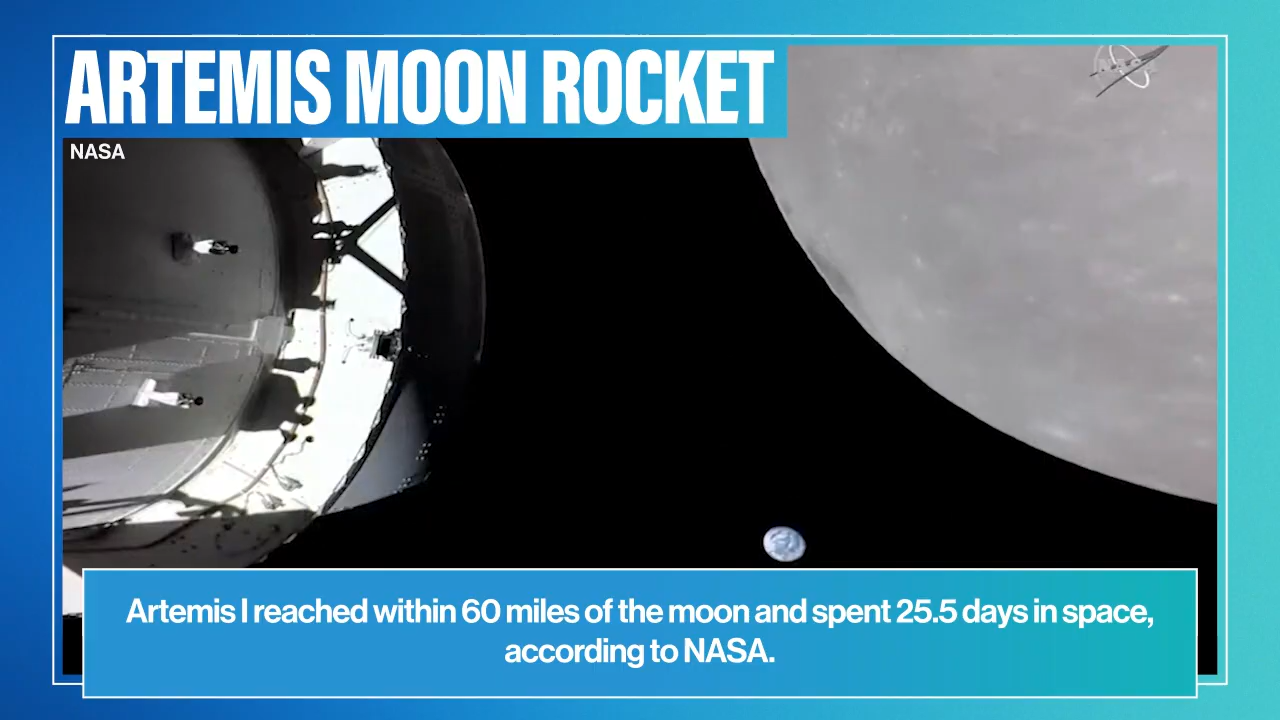 ARTEMIS MOON ROCKET
NASA
Artemis I reached within 60 miles of the moon and spent 25.5 days in space,
according to NASA.